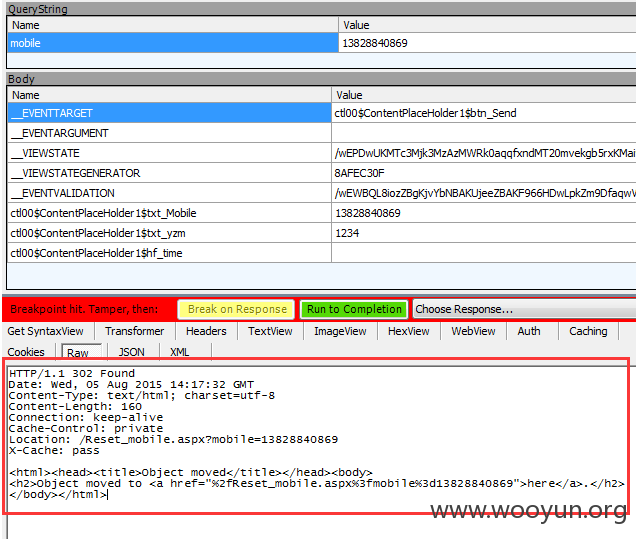 QueryString
Name Value
mobile 13828840869
Body
Name Value
__EVENTTARGET ctl00$ContentPlaceHolder1$btn_Send
__EVENTARGUMENT
__VIEWSTATE /wEPDwUKMTc3Mjk3MzAzMWRk0aqqfxndMT20mvekgb5rxKMai
__VIEWSTATEGENERATOR 8AFEC30F
__EVENTVALIDATION /wEWBQL8iozZBgKjvYbNBAKUjeeZBAKF966HDwLpkZm9DfaqwV
ctl00$ContentPlaceHolder1$txt_Mobile 13828840869
ctl00$ContentPlaceHolder1$txt_yzm 1234
ctl00$ContentPlaceHolder1$hf_time
Breakpoint hit. Tamper, then: Break on Response Run to Completion Choose Response...
Get SyntaxView Transformer Headers TextView ImageView HexView WebView Auth Caching
Cookies Raw JSON XML
HTTP/1.1 302 Found
Date: Wed, 05 Aug 2015 14:17:32 GMT
Content-Type: text/html; charset=utf-8
Content-Length: 160
Connection: keep-alive
Cache-Control: private
Location: /Reset_mobile.aspx?mobile=13828840869
X-Cache: pass
<html><head><title>Object moved</title></head><body>
<h2>Object moved to <a href="%2fReset_mobile.aspx%3fmobile%3d13828840869">here</a>.</h2>
</body></html>
www.wooyun.org